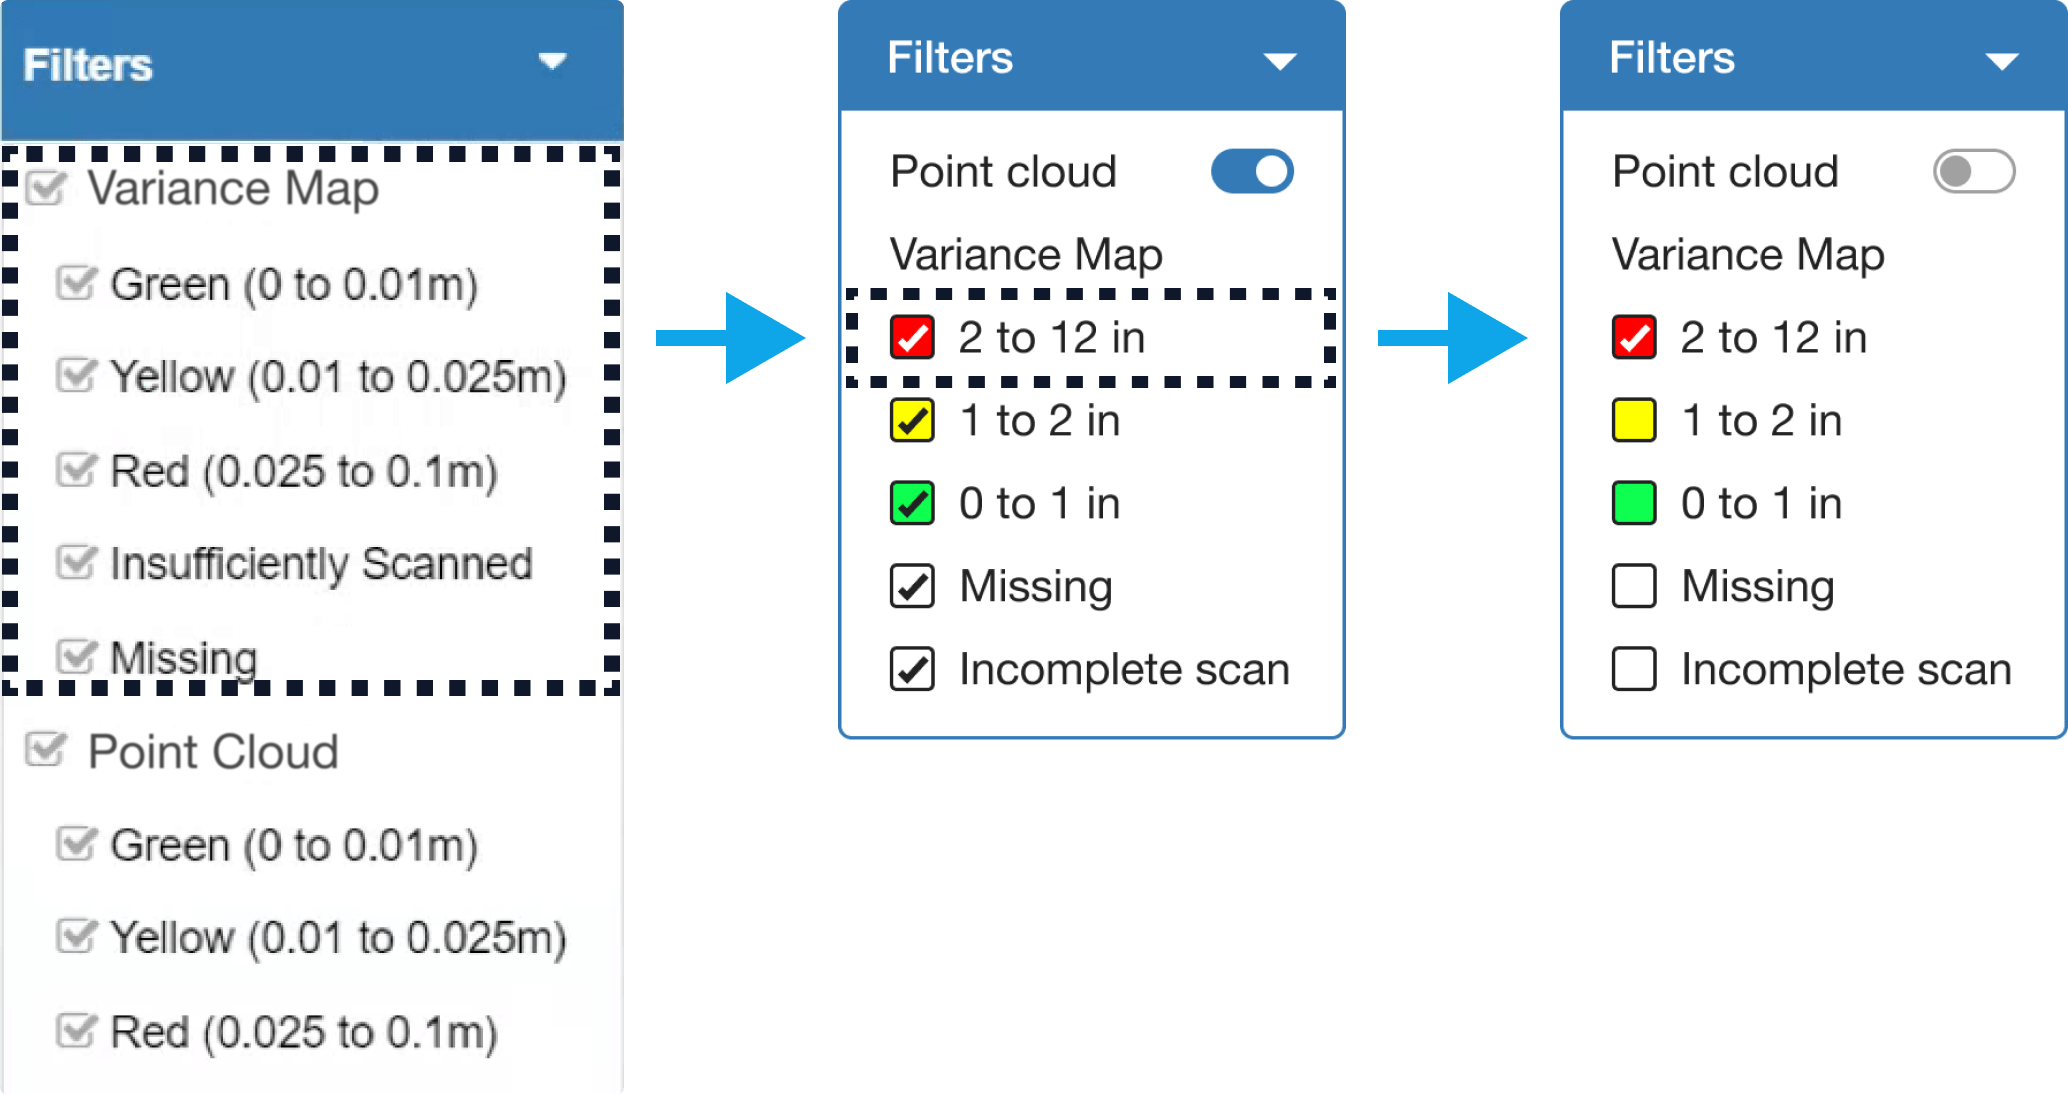 Filters
Variance Map
Green (0 to 0.01m)
Yellow (0.01 to 0.025m)
Red (0.025 to 0.1m)
Insufficiently Scanned
Missing
Point Cloud
Green (0 to 0.01m)
Yellow (0.01 to 0.025m)
Red (0.025 to 0.1m)
Filters
Point cloud
Variance Map
2 to 12 in
1 to 2 in
0 to 1 in
Missing
Incomplete scan
Filters
Point cloud
Variance Map
2 to 12 in
1 to 2 in
0 to 1 in
Missing
Incomplete scan